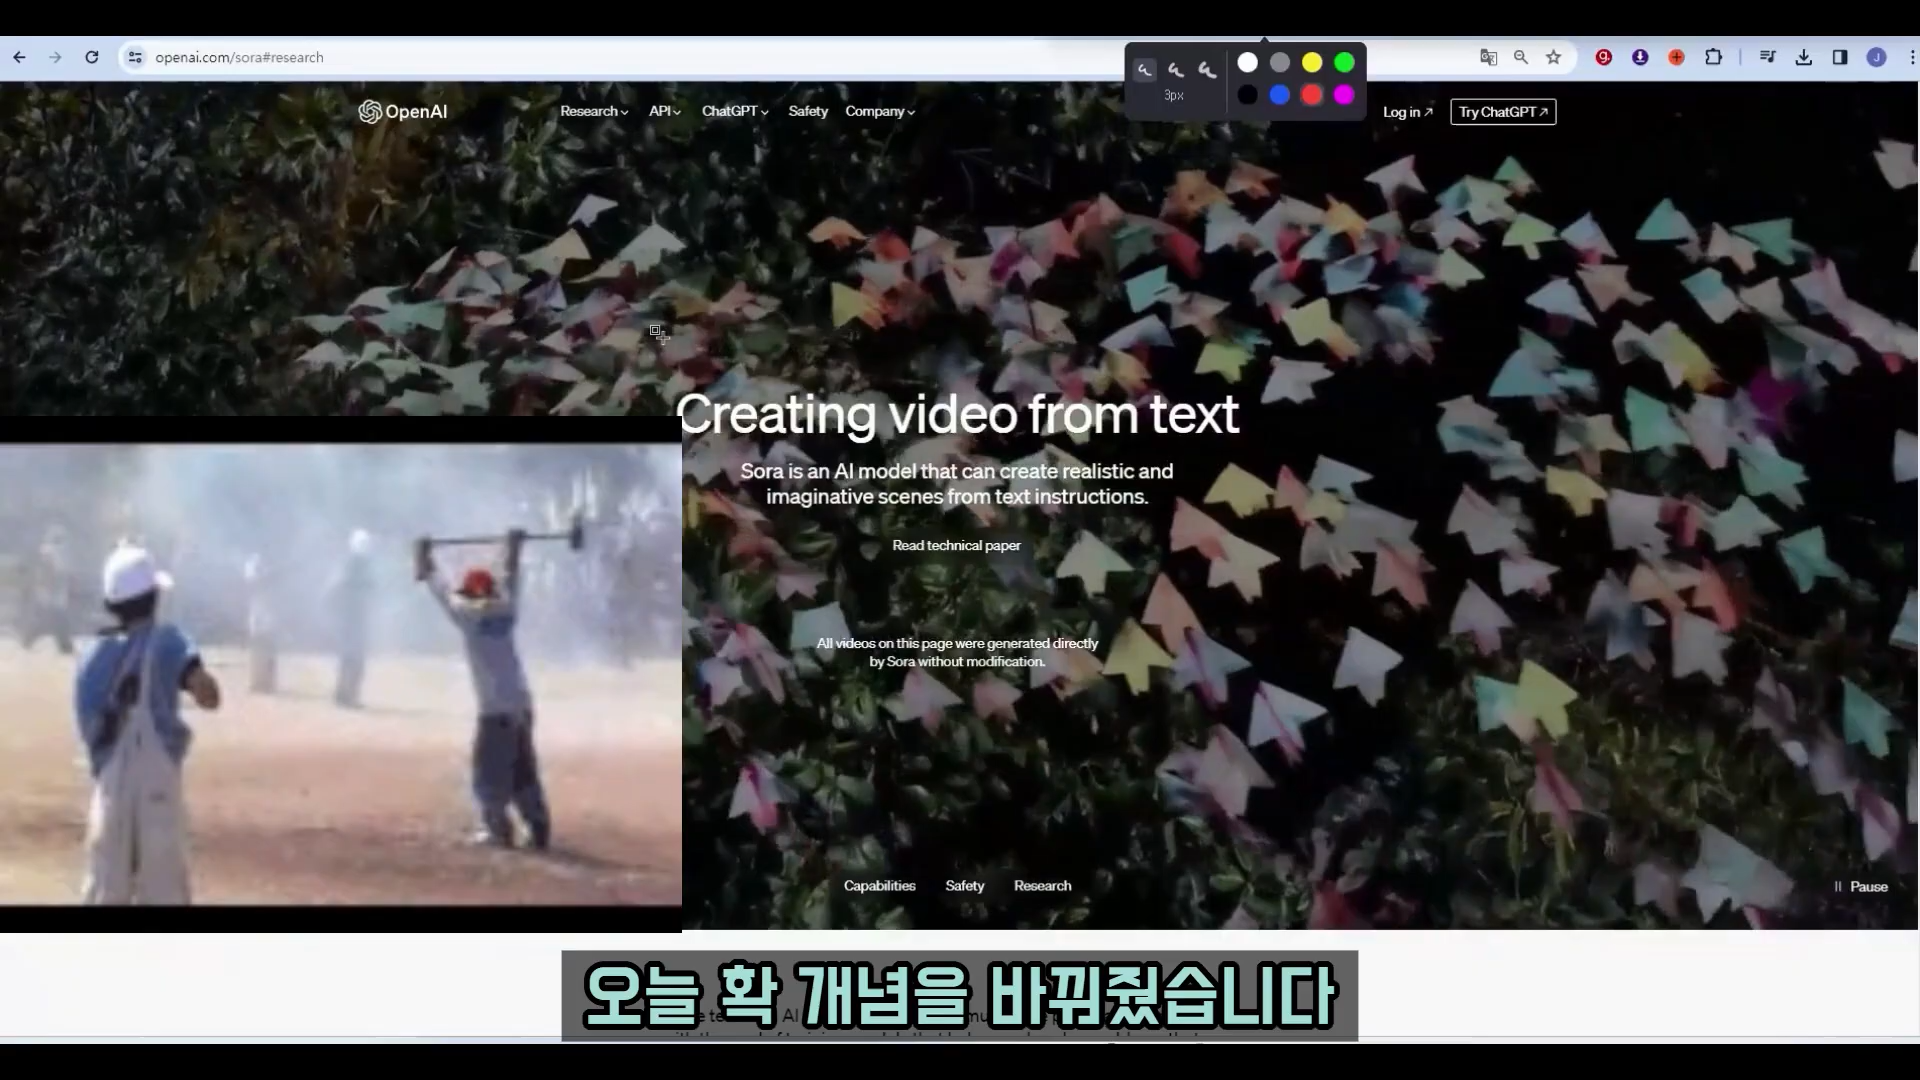 openai.com/sora#research
3px
J
OpenAI
Research
API
ChatGPT
Safety
Company
Log in
Try ChatGPT
Creating video from text
Sora is an AI model that can create realistic and
imaginative scenes from text instructions.
Read technical paper
All videos on this page were generated directly
by Sora without modification.
Capabilities
Safety
Research
Pause
오늘 확 개념을 바꿔줬습니다